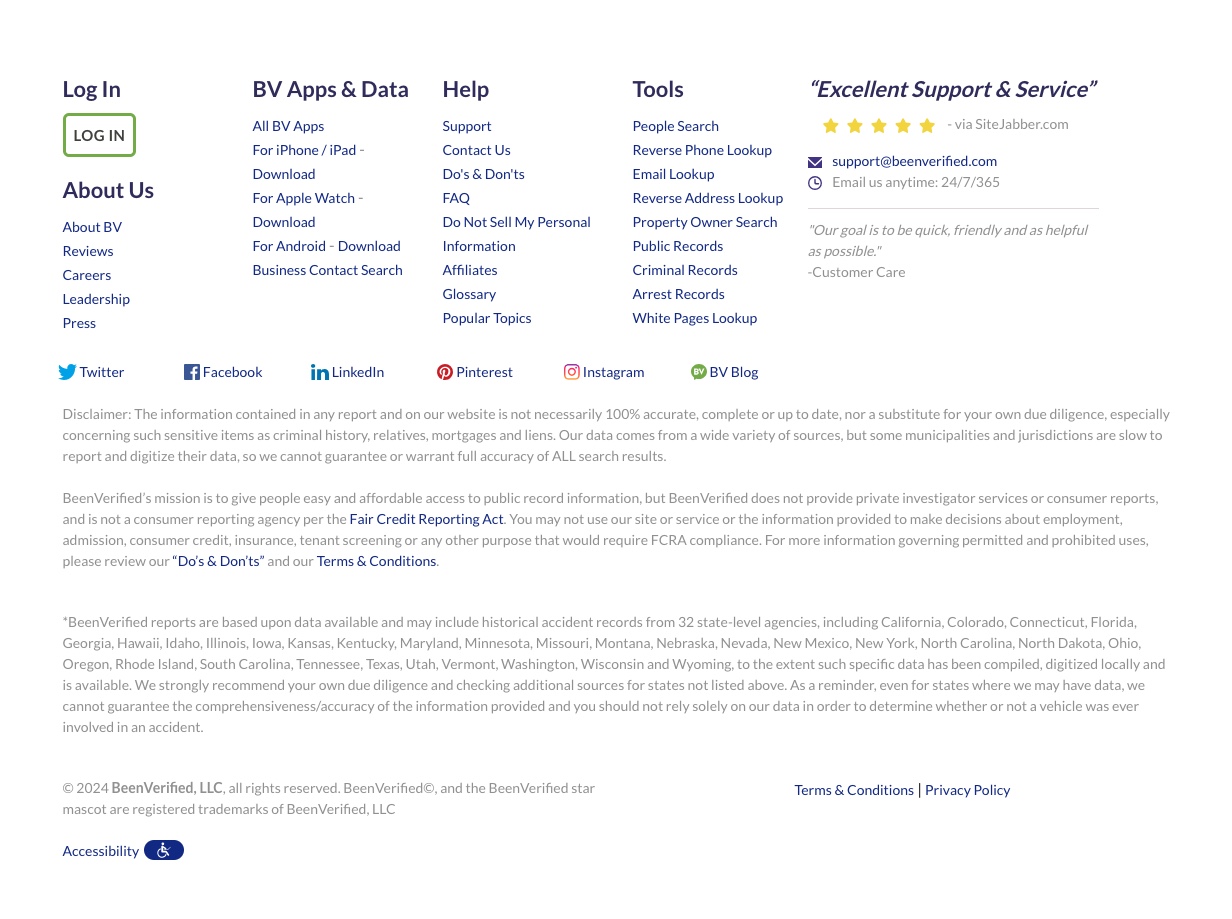 Log In
LOG IN
About Us
About BV
Reviews
Careers
Leadership
Press
BV Apps & Data
All BV Apps
For iPhone / iPad -
Download
For Apple Watch -
Download
For Android - Download
Business Contact Search
Help
Support
Contact Us
Do's & Don'ts
FAQ
Do Not Sell My Personal
Information
Affiliates
Glossary
Popular Topics
Tools
People Search
Reverse Phone Lookup
Email Lookup
Reverse Address Lookup
Property Owner Search
Public Records
Criminal Records
Arrest Records
White Pages Lookup
“Excellent Support & Service”
- via SiteJabber.com
support@beenverified.com
Email us anytime: 24/7/365
"Our goal is to be quick, friendly and as helpful
as possible."
-Customer Care
Twitter
Facebook
LinkedIn
Pinterest
Instagram
BV BV Blog
Disclaimer: The information contained in any report and on our website is not necessarily 100% accurate, complete or up to date, nor a substitute for your own due diligence, especially
concerning such sensitive items as criminal history, relatives, mortgages and liens. Our data comes from a wide variety of sources, but some municipalities and jurisdictions are slow to
report and digitize their data, so we cannot guarantee or warrant full accuracy of ALL search results.
BeenVerified’s mission is to give people easy and affordable access to public record information, but BeenVerified does not provide private investigator services or consumer reports,
and is not a consumer reporting agency per the Fair Credit Reporting Act. You may not use our site or service or the information provided to make decisions about employment,
admission, consumer credit, insurance, tenant screening or any other purpose that would require FCRA compliance. For more information governing permitted and prohibited uses,
please review our “Do’s & Don’ts” and our Terms & Conditions.
*BeenVerified reports are based upon data available and may include historical accident records from 32 state-level agencies, including California, Colorado, Connecticut, Florida,
Georgia, Hawaii, Idaho, Illinois, Iowa, Kansas, Kentucky, Maryland, Minnesota, Missouri, Montana, Nebraska, Nevada, New Mexico, New York, North Carolina, North Dakota, Ohio,
Oregon, Rhode Island, South Carolina, Tennessee, Texas, Utah, Vermont, Washington, Wisconsin and Wyoming, to the extent such specific data has been compiled, digitized locally and
is available. We strongly recommend your own due diligence and checking additional sources for states not listed above. As a reminder, even for states where we may have data, we
cannot guarantee the comprehensiveness/accuracy of the information provided and you should not rely solely on our data in order to determine whether or not a vehicle was ever
involved in an accident.
© 2024 BeenVerified, LLC, all rights reserved. BeenVerified©, and the BeenVerified star
mascot are registered trademarks of BeenVerified, LLC
Terms & Conditions | Privacy Policy
Accessibility